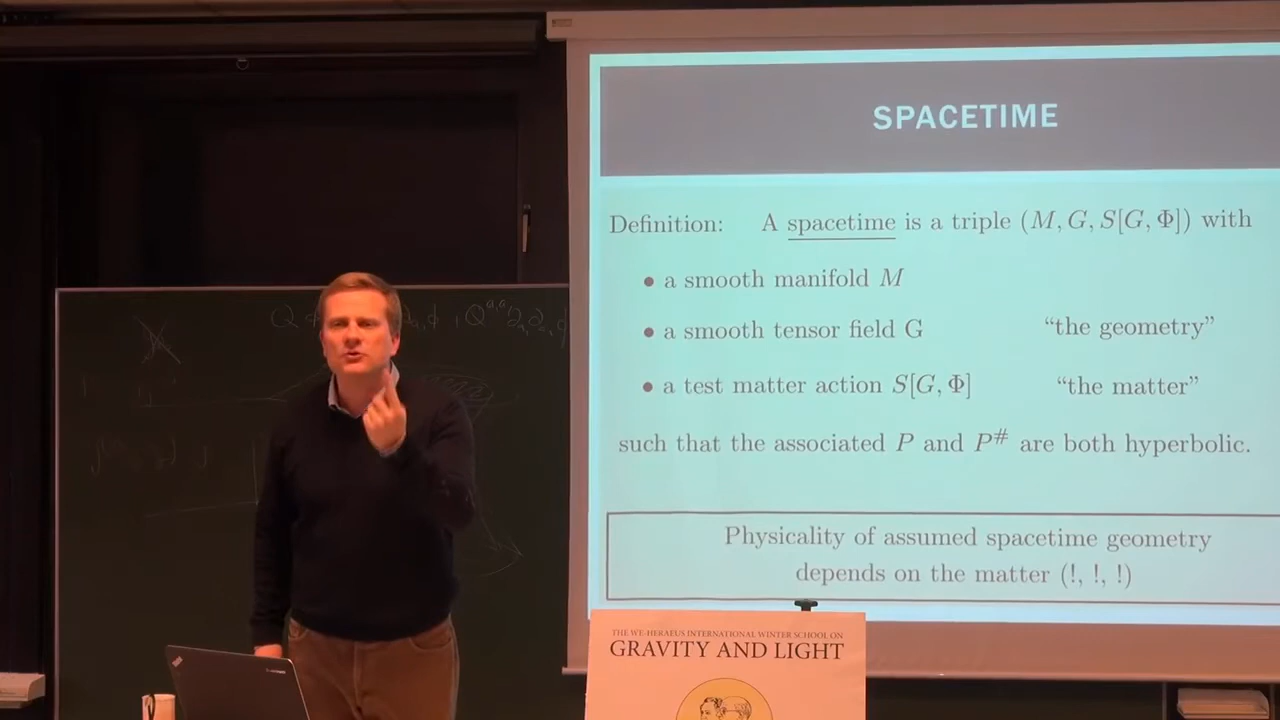 SPACETIME
Definition: A spacetime is a triple (M, G, S[G, Φ]) with
• a smooth manifold M
• a smooth tensor field G “the geometry”
• a test matter action S[G, Φ] “the matter”
such that the associated P and P# are both hyperbolic.
Physicality of assumed spacetime geometry
depends on the matter (!, !, !)
THE WE-HERAEUS INTERNATIONAL WINTER SCHOOL ON
GRAVITY AND LIGHT